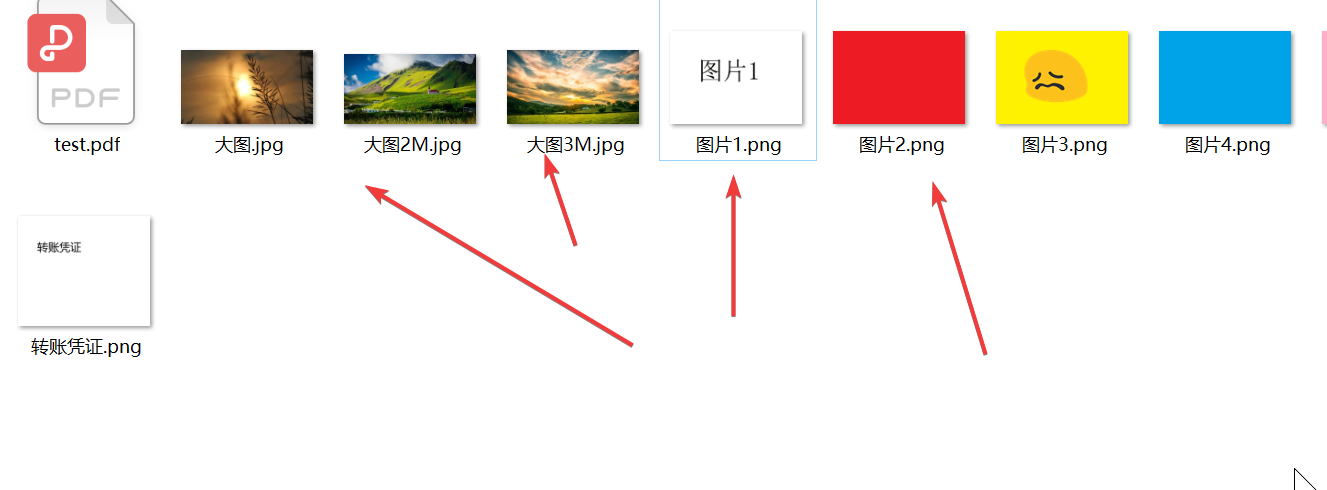 PDF
test.pdf
大图.jpg
大图2M.jpg
大图3M.jpg
图片1
图片1.png
图片2.png
图片3.png
图片4.png
转账凭证
转账凭证.png